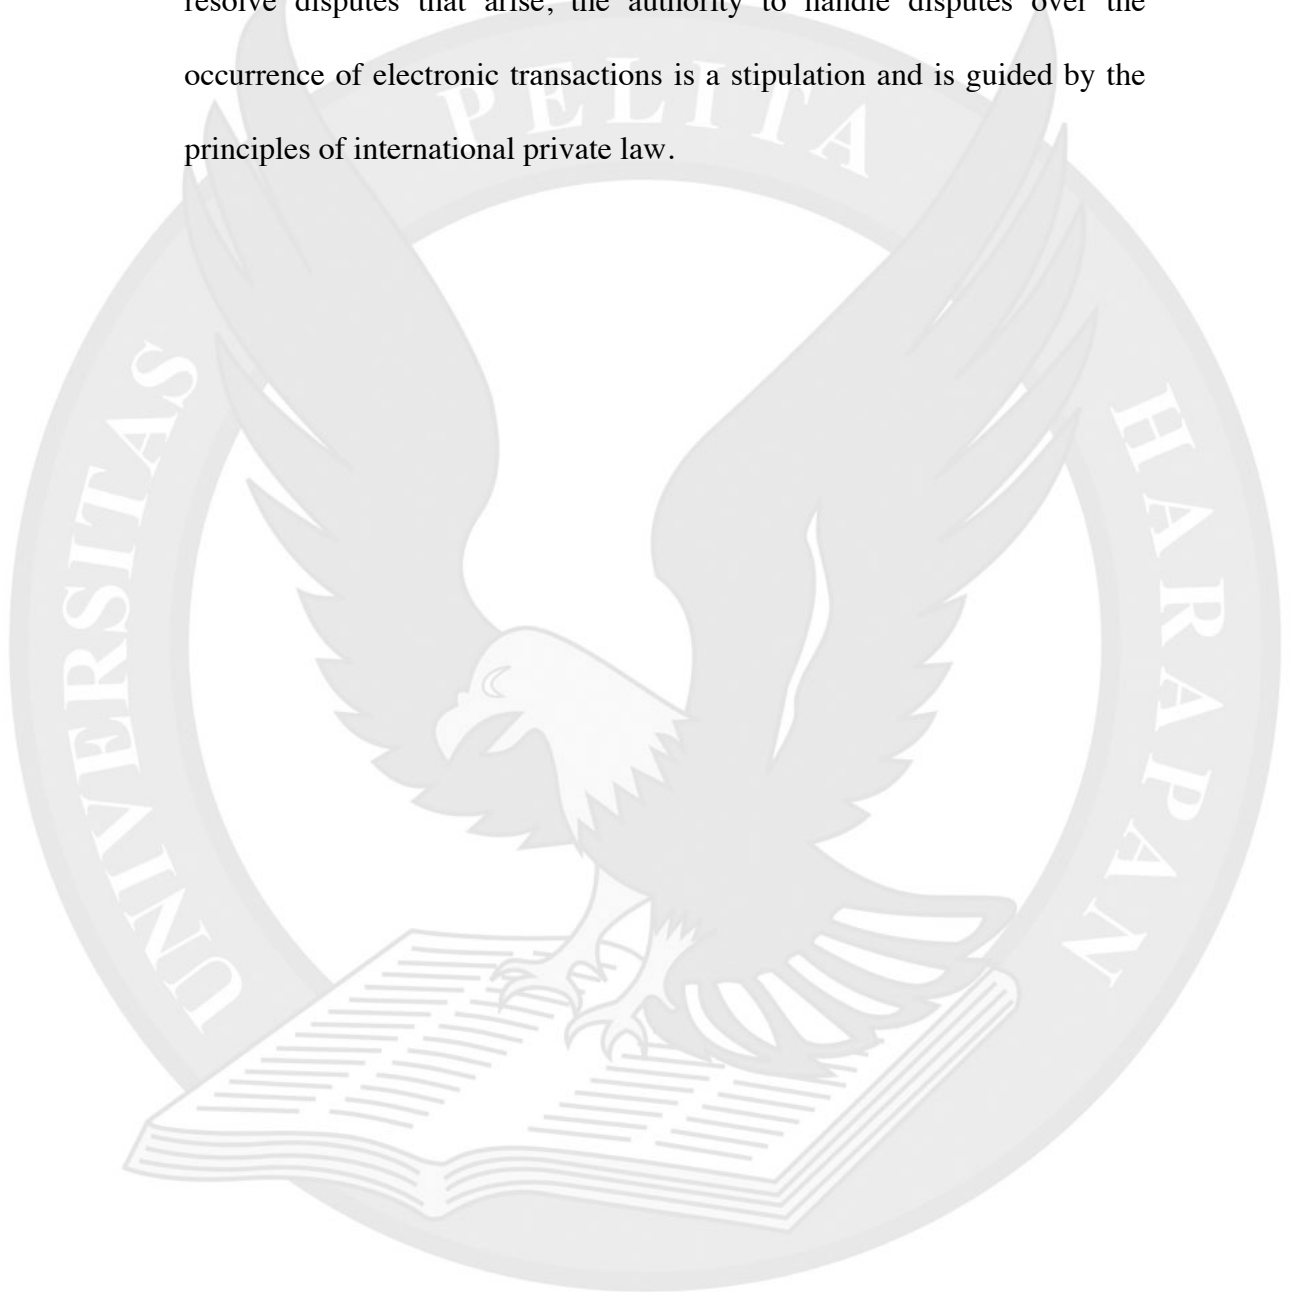 resolve disputes that arise, the authority to handle disputes over the
occurrence of electronic transactions is a stipulation and is guided by the
principles of international private law.
UNIVERSITAS PELITA HARAPAN